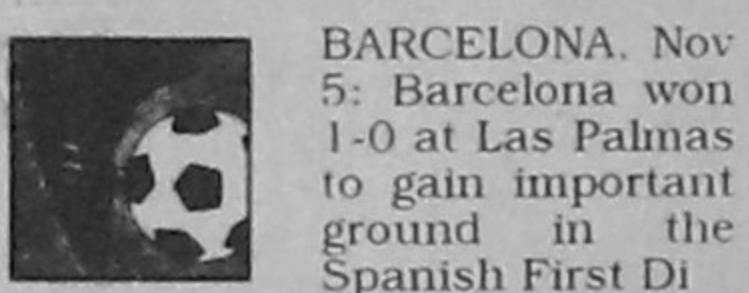 BARCELONA. Nov
5: Barcelona won
1-0 at Las Palmas
to gain important
ground in the
Spanish First Di